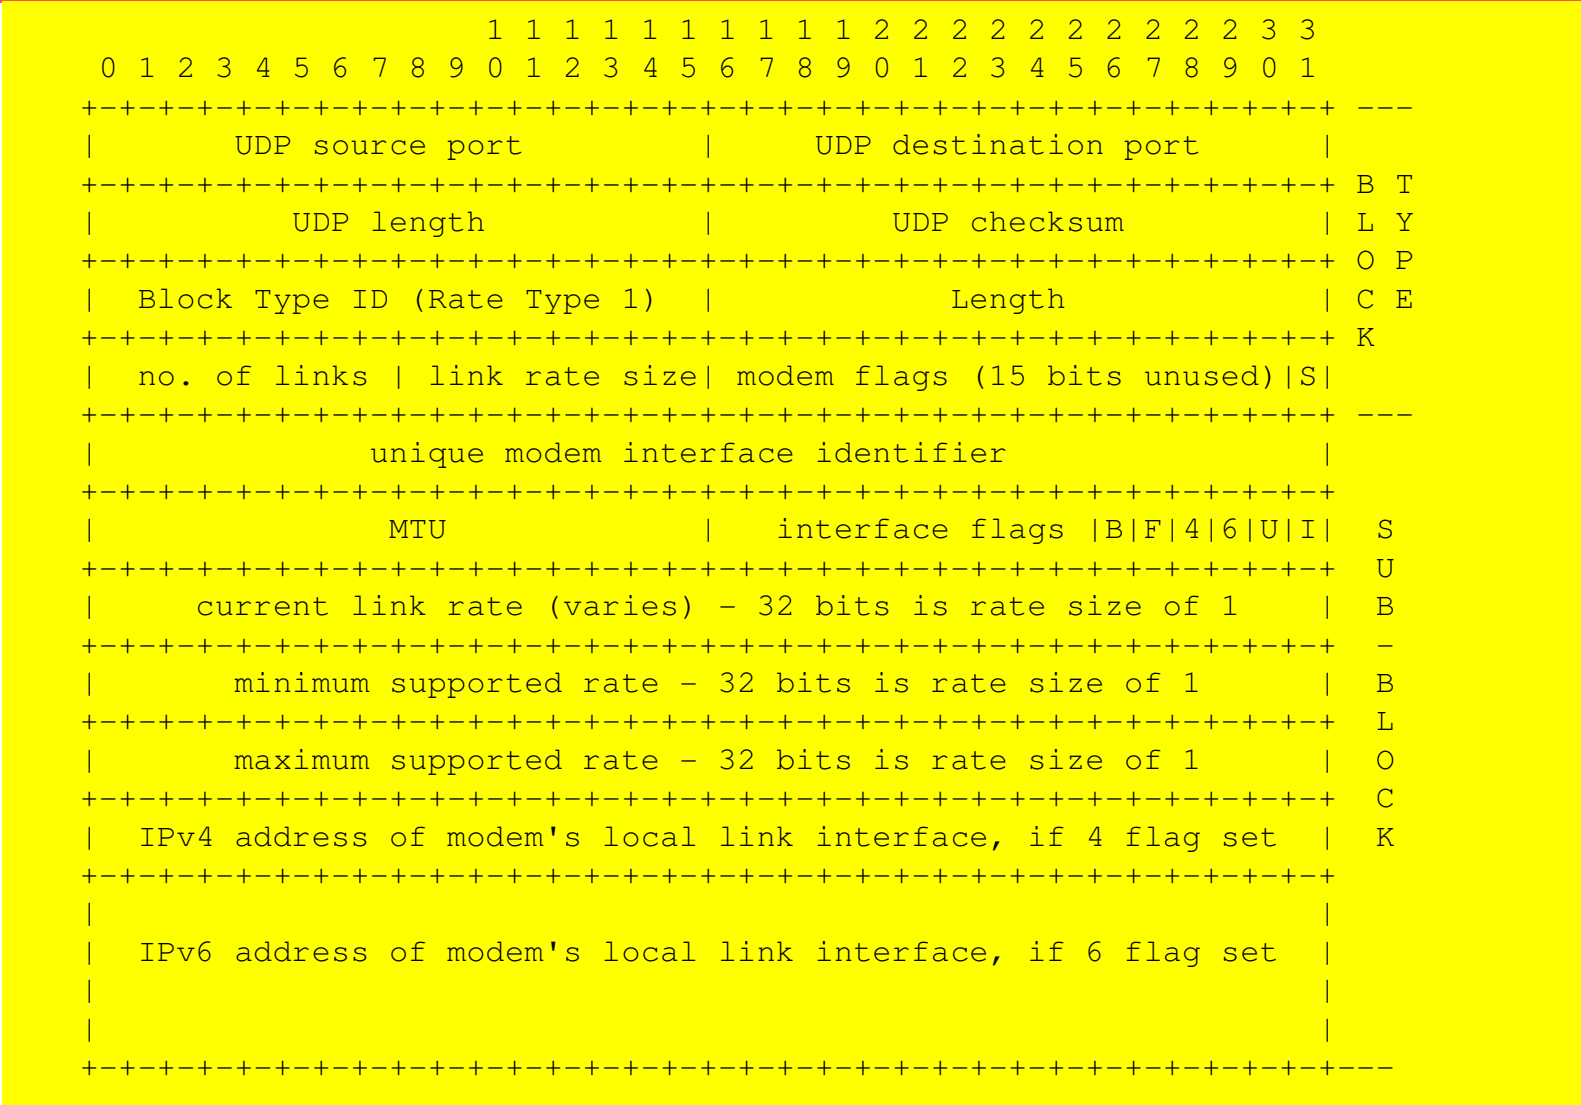 1 1 1 1 1 1 1 1 1 1 2 2 2 2 2 2 2 2 2 2 3 3
 0 1 2 3 4 5 6 7 8 9 0 1 2 3 4 5 6 7 8 9 0 1 2 3 4 5 6 7 8 9 0 1
+-+-+-+-+-+-+-+-+-+-+-+-+-+-+-+-+-+-+-+-+-+-+-+-+-+-+-+-+-+-+-+-+ ---
|       UDP source port         |     UDP destination port      |
+-+-+-+-+-+-+-+-+-+-+-+-+-+-+-+-+-+-+-+-+-+-+-+-+-+-+-+-+-+-+-+-+ B T
|          UDP length           |         UDP checksum          | L Y
+-+-+-+-+-+-+-+-+-+-+-+-+-+-+-+-+-+-+-+-+-+-+-+-+-+-+-+-+-+-+-+-+ O P
|  Block Type ID (Rate Type 1)  |            Length             | C E
+-+-+-+-+-+-+-+-+-+-+-+-+-+-+-+-+-+-+-+-+-+-+-+-+-+-+-+-+-+-+-+-+ K
|  no. of links | link rate size| modem flags (15 bits unused)|S|
+-+-+-+-+-+-+-+-+-+-+-+-+-+-+-+-+-+-+-+-+-+-+-+-+-+-+-+-+-+-+-+-+ ---
|              unique modem interface identifier                |
+-+-+-+-+-+-+-+-+-+-+-+-+-+-+-+-+-+-+-+-+-+-+-+-+-+-+-+-+-+-+-+-+
|               MTU             |   interface flags |B|F|4|6|U|I|  S
+-+-+-+-+-+-+-+-+-+-+-+-+-+-+-+-+-+-+-+-+-+-+-+-+-+-+-+-+-+-+-+-+  U
|     current link rate (varies) - 32 bits is rate size of 1    |  B
+-+-+-+-+-+-+-+-+-+-+-+-+-+-+-+-+-+-+-+-+-+-+-+-+-+-+-+-+-+-+-+-+  -
|       minimum supported rate - 32 bits is rate size of 1      |  B
+-+-+-+-+-+-+-+-+-+-+-+-+-+-+-+-+-+-+-+-+-+-+-+-+-+-+-+-+-+-+-+-+  L
|       maximum supported rate - 32 bits is rate size of 1      |  O
+-+-+-+-+-+-+-+-+-+-+-+-+-+-+-+-+-+-+-+-+-+-+-+-+-+-+-+-+-+-+-+-+  C
|  IPv4 address of modem's local link interface, if 4 flag set  |  K
+-+-+-+-+-+-+-+-+-+-+-+-+-+-+-+-+-+-+-+-+-+-+-+-+-+-+-+-+-+-+-+-+
|                                                               |
|  IPv6 address of modem's local link interface, if 6 flag set  |
|                                                               |
|                                                               |
+-+-+-+-+-+-+-+-+-+-+-+-+-+-+-+-+-+-+-+-+-+-+-+-+-+-+-+-+-+-+-+-+---